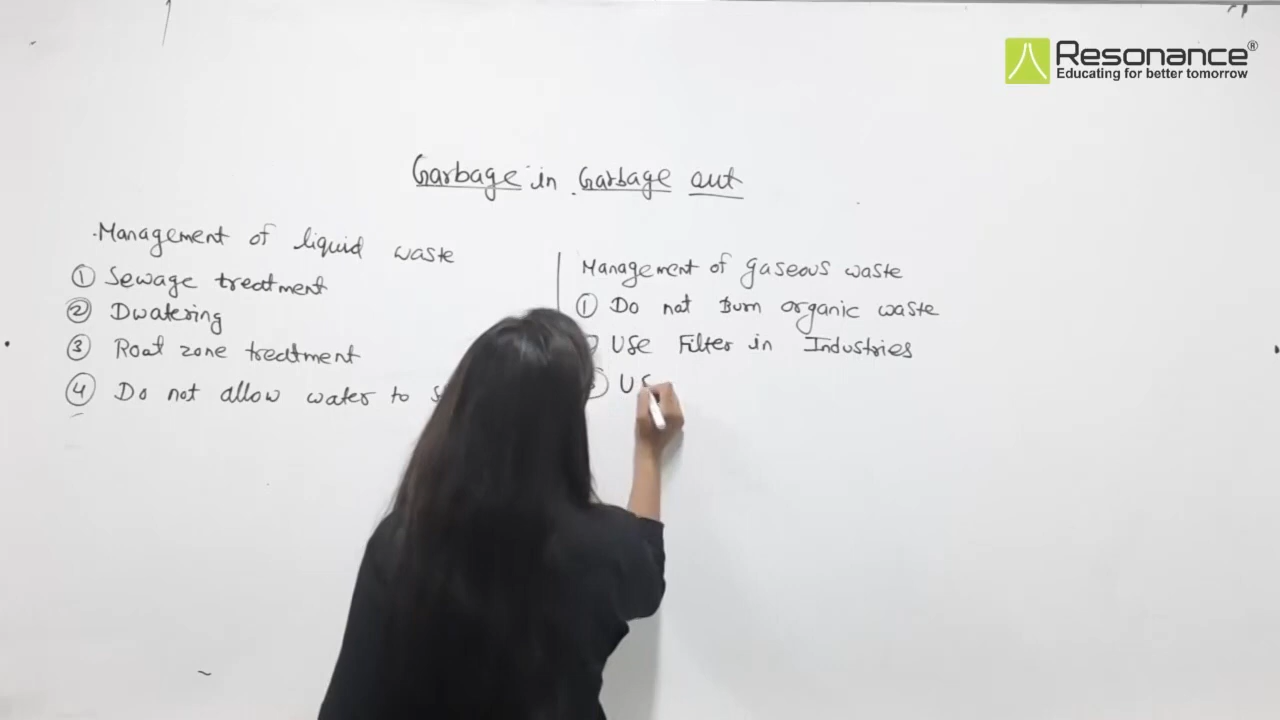 Resonance®
Educating for better tomorrow
Garbage in Garbage out
Management of liquid waste
① Sewage treatment
② Dwatering
③ Root zone treatment
④ Do not allow water to
Management of gaseous waste
① Do not Burn organic waste
Use Filter in Industries
US